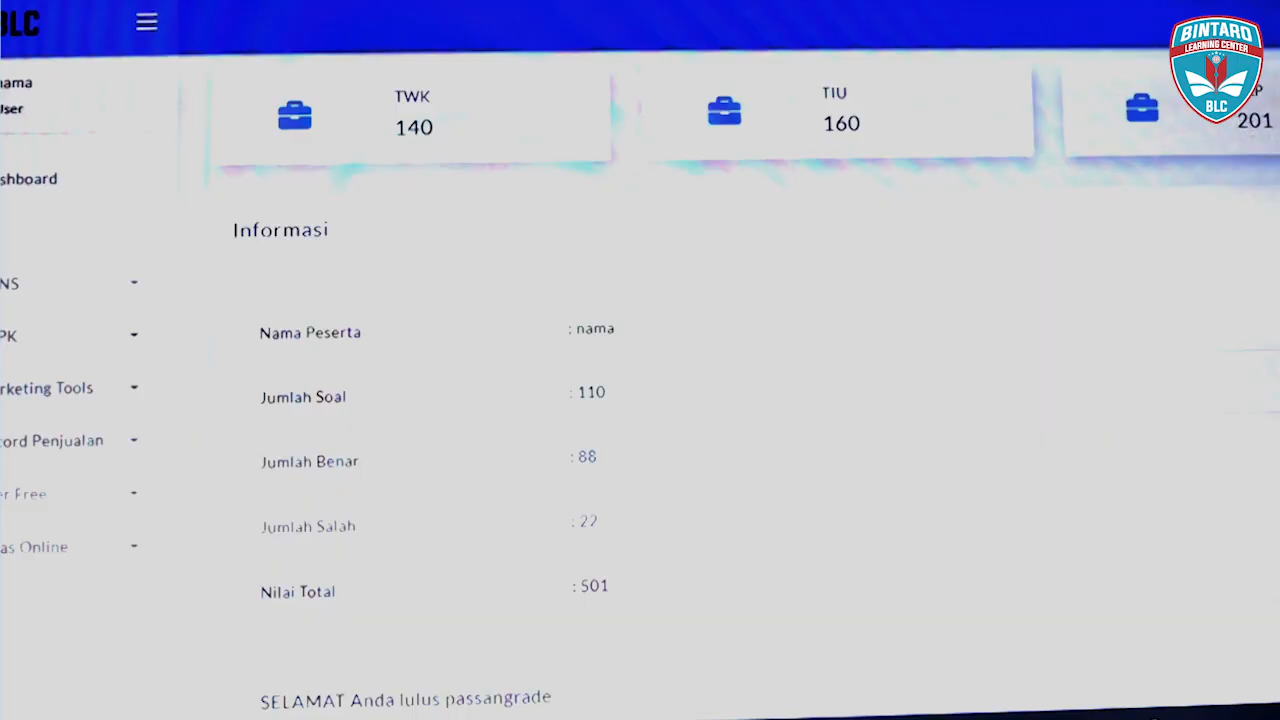 BLC
BINTARO
LEARNING CENTER
BLC
nama
User
TWK
140
TIU
160
201
shboard
NS
PK
rketing Tools
cord Penjualan
er Free
as Online
Informasi
Nama Peserta : nama
Jumlah Soal : 110
Jumlah Benar : 88
Jumlah Salah : 22
Nilai Total : 501
SELAMAT Anda lulus passangrade